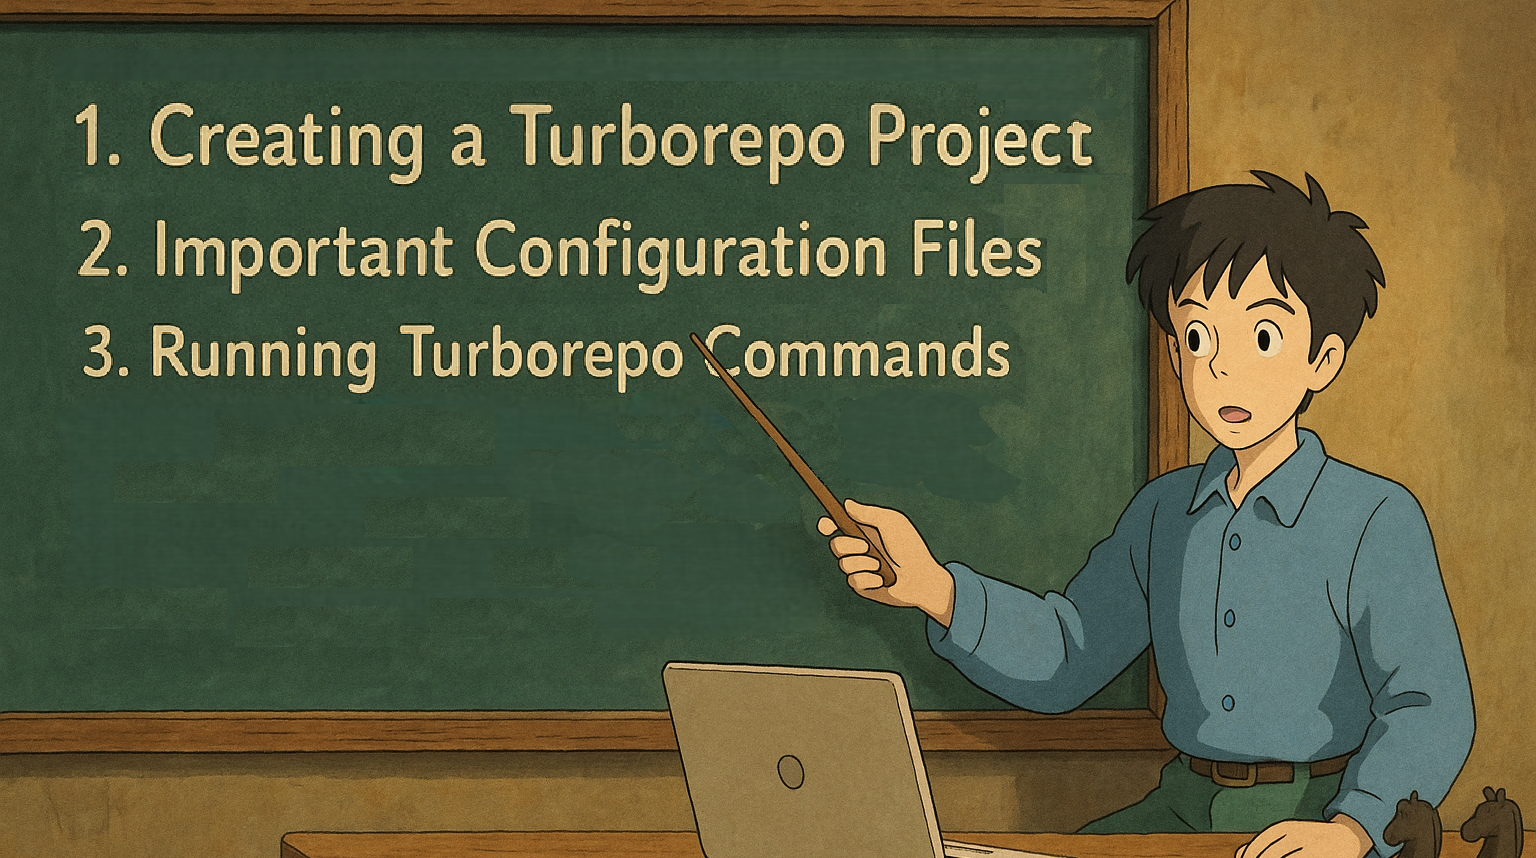 1. Creating a Turborepo Project
2. Important Configuration Files
3. Running Turborepo Commands